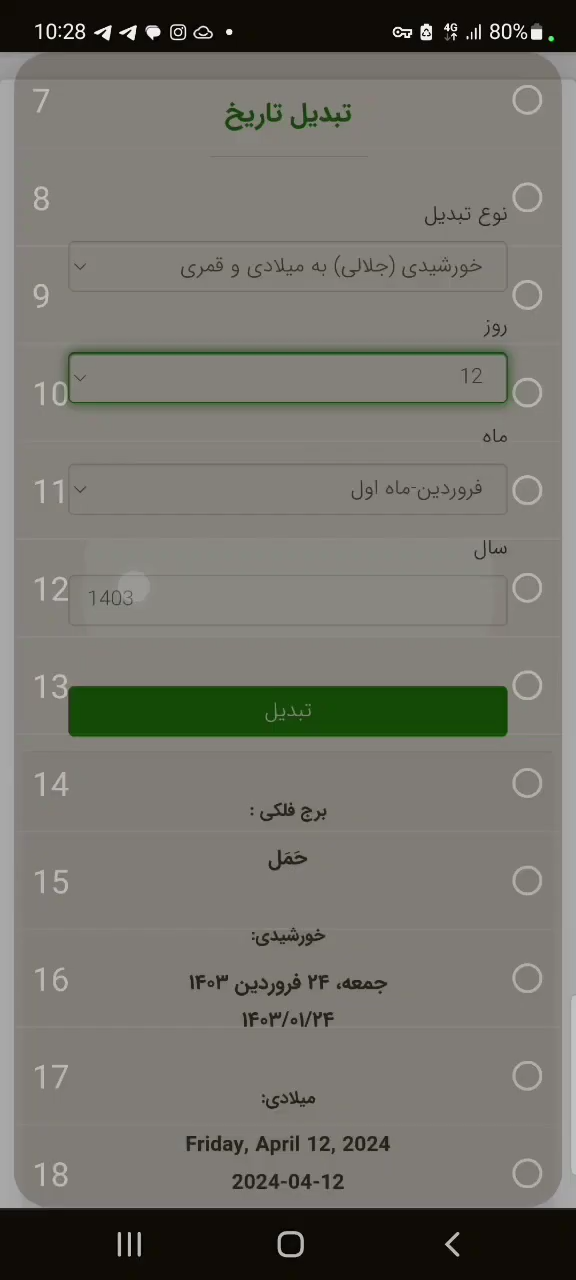 10:28
4G
80%
7
تبدیل تاریخ
8
نوع تبدیل
خورشیدی (جلالی) به میلادی و قمری
9
روز
10
12
ماه
11
فروردین-ماه اول
سال
12
1403
13
تبدیل
14
برج فلکی :
حَمَل
15
خورشیدی:
16
جمعه، ۲۴ فروردین ۱۴۰۳
۱۴۰۳/۰۱/۲۴
17
میلادی:
Friday, April 12, 2024
18
2024-04-12